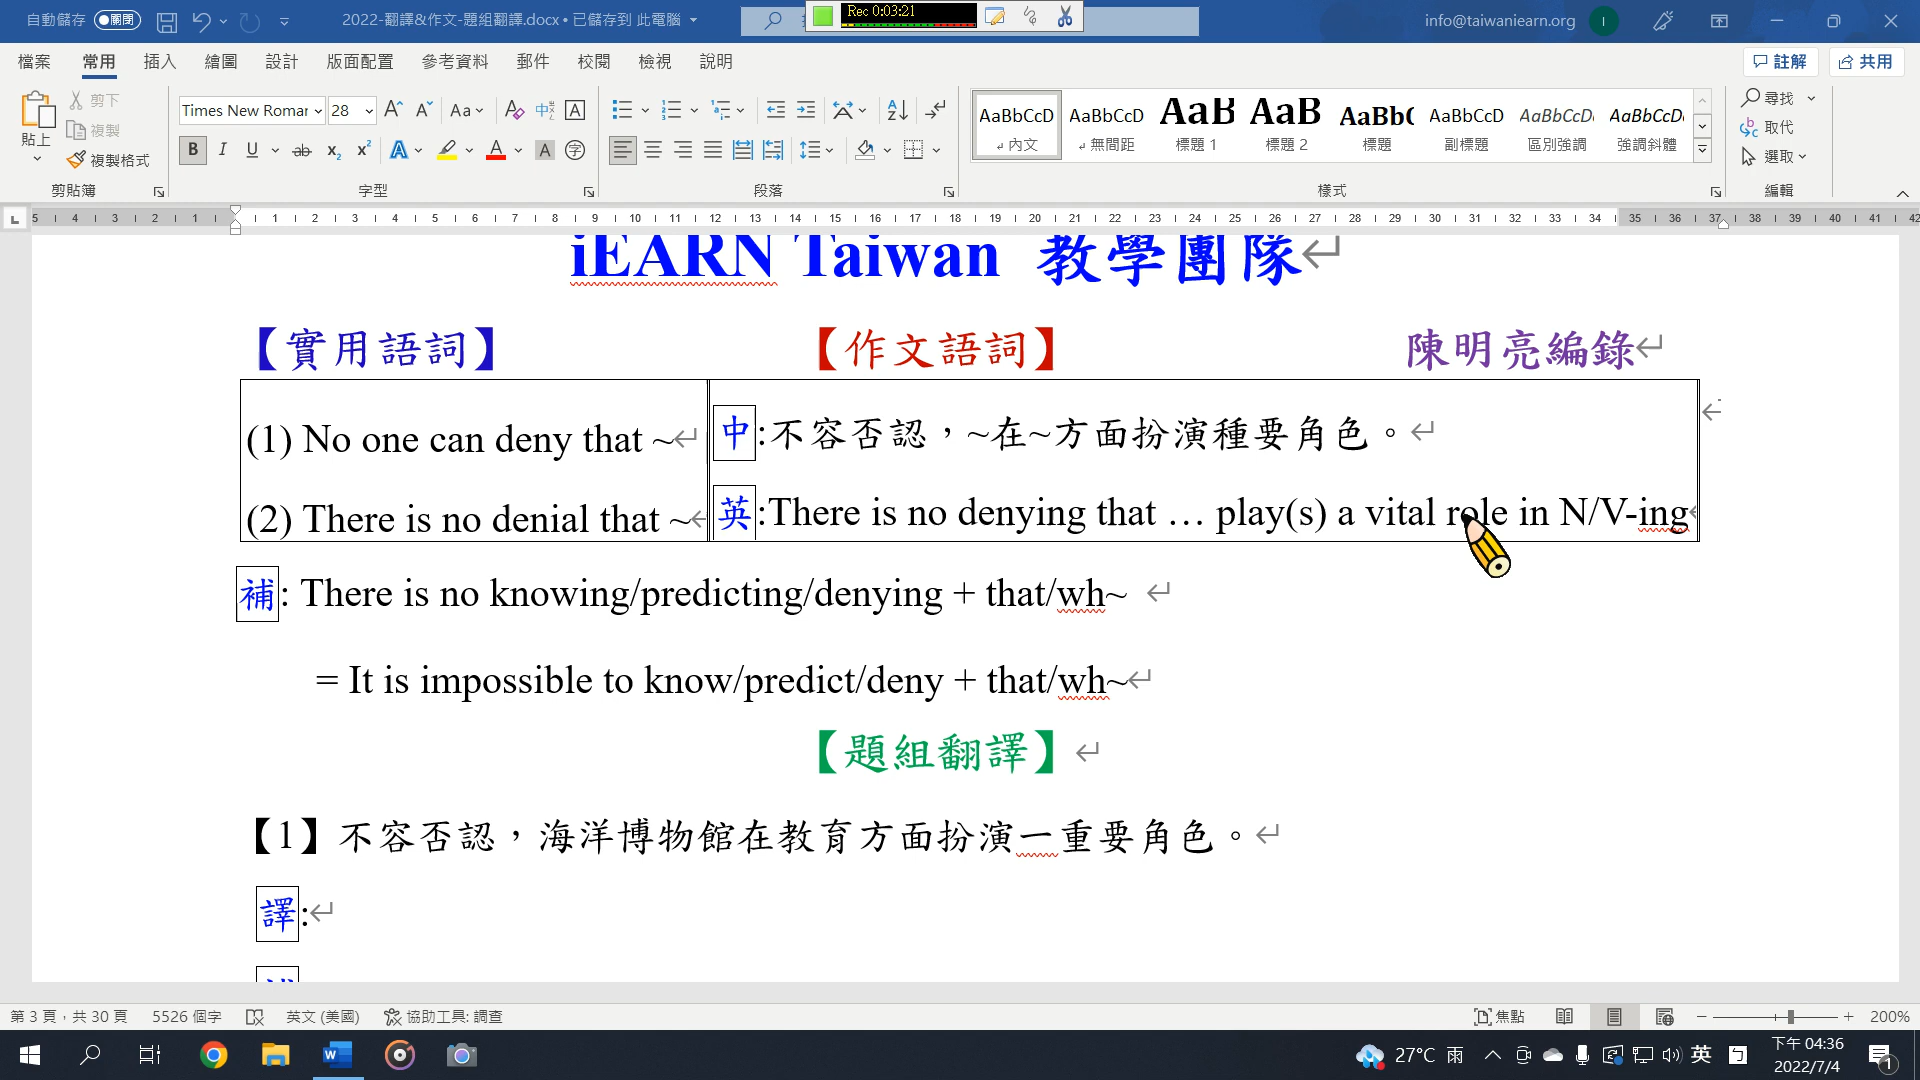 自動儲存 關閉 2022-翻譯&作文-題組翻譯.docx • 已儲存到 此電腦 Rec 0:03:21 info@taiwaniearn.org I
檔案 常用 插入 繪圖 設計 版面配置 參考資料 郵件 校閱 檢視 說明 註解 共用
貼上 剪下 複製 複製格式
Times New Roman 28
AaBbCcD AaBbCcD AaB AaB AaBbC AaBbCcD AaBbCcD AaBbCcD
內文 無間距 標題 1 標題 2 標題 副標題 區別強調 強調斜體
尋找 取代 選取
剪貼簿 字型 段落 樣式 編輯
iEARN Taiwan 教學團隊
【實用語詞】 【作文語詞】 陳明亮編錄
(1) No one can deny that ~
(2) There is no denial that ~
中:不容否認，~在~方面扮演種要角色。
英:There is no denying that … play(s) a vital role in N/V-ing
補: There is no knowing/predicting/denying + that/wh~
= It is impossible to know/predict/deny + that/wh~
【題組翻譯】
【1】不容否認，海洋博物館在教育方面扮演一重要角色。
譯:
第 3 頁，共 30 頁 5526 個字 英文 (美國) 協助工具: 調查 焦點 200%
27°C 雨 英 下午 04:36
2022/7/4 1